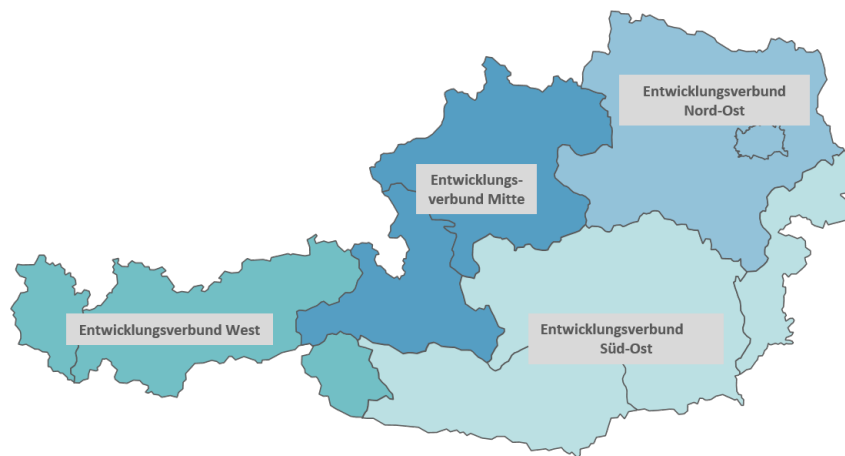 Entwicklungsverbund
Nord-Ost
Entwicklungs-
verbund Mitte
Entwicklungsverbund West
Entwicklungsverbund
Süd-Ost